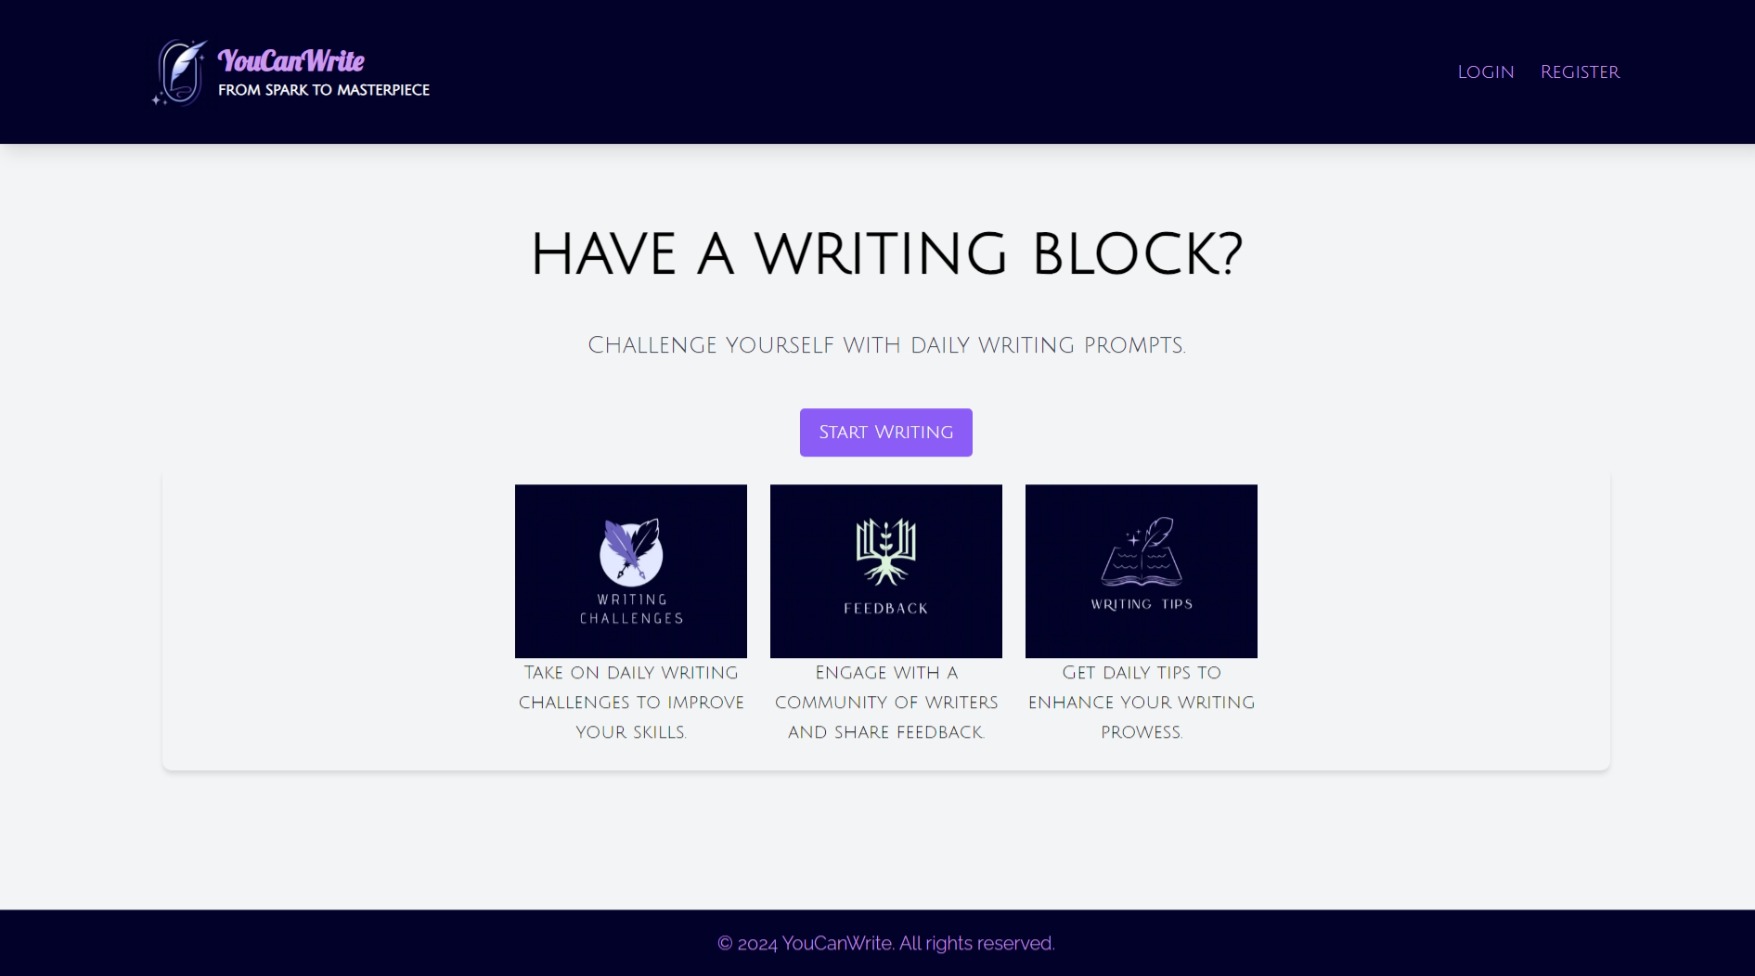 YouCanWrite
FROM SPARK TO MASTERPIECE
LOGIN REGISTER
HAVE A WRITING BLOCK?
CHALLENGE YOURSELF WITH DAILY WRITING PROMPTS.
START WRITING
WRITING
CHALLENGES
TAKE ON DAILY WRITING
CHALLENGES TO IMPROVE
YOUR SKILLS.
FEEDBACK
ENGAGE WITH A
COMMUNITY OF WRITERS
AND SHARE FEEDBACK.
WRITING TIPS
GET DAILY TIPS TO
ENHANCE YOUR WRITING
PROWESS.
© 2024 YouCanWrite. All rights reserved.